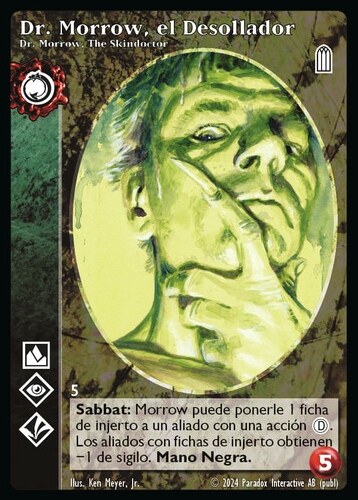 Dr. Morrow, el Desollador
Dr. Morrow, The Skindoctor
5
Sabbat: Morrow puede ponerle 1 ficha
de injerto a un aliado con una acción Ⓓ.
Los aliados con fichas de injerto obtienen
−1 de sigilo. Mano Negra.
5
Ilus. Ken Meyer, Jr.
© 2024 Paradox Interactive AB (publ)